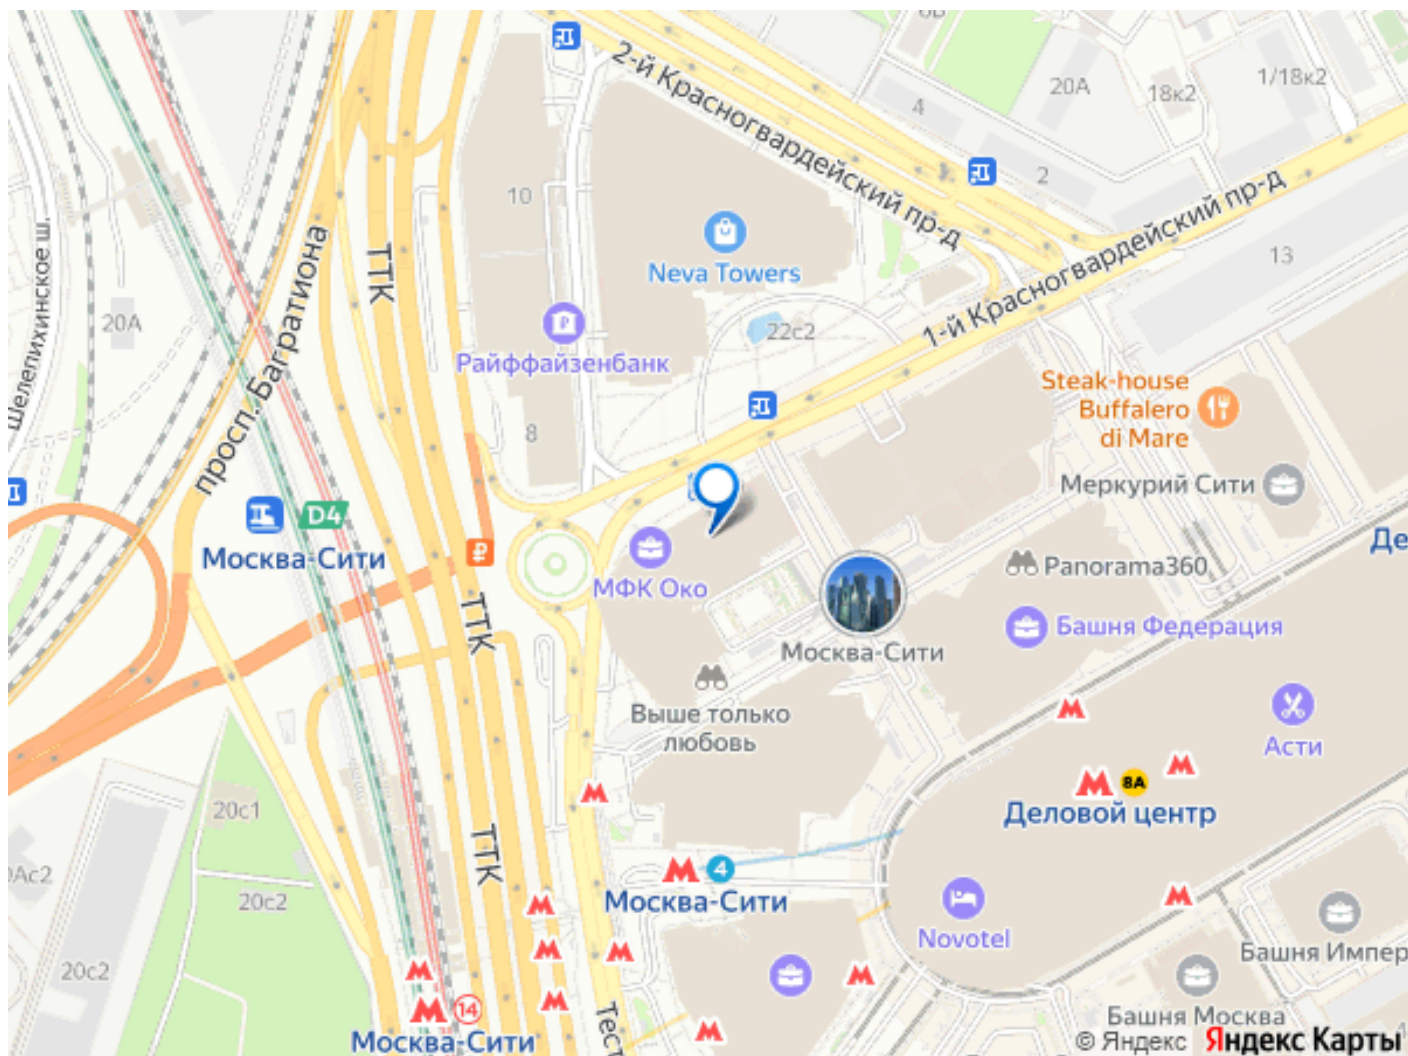 6В
2-й Красногвардейский пр-д
20А
1/18к2
18к2
4
2
10
1-й Красногвардейский пр-д
13
Шелепихинское ш.
просп. Багратиона
ТТК
Neva Towers
22с2
20А
Райффайзенбанк
Steak-house
Buffalero
di Mare
8
Меркурий Сити
D4
Москва-Сити
₽
МФК Око
Panorama360
Башня Федерация
ТТК
Москва-Сити
Де
Выше только
любовь
Асти
8А
Деловой центр
20с1
ТТК
4
Москва-Сити
20с2
Novotel
Башня Импер
20с2
14
Москва-Сити
Тест
Башня Москва
© Яндекс Яндекс Карты